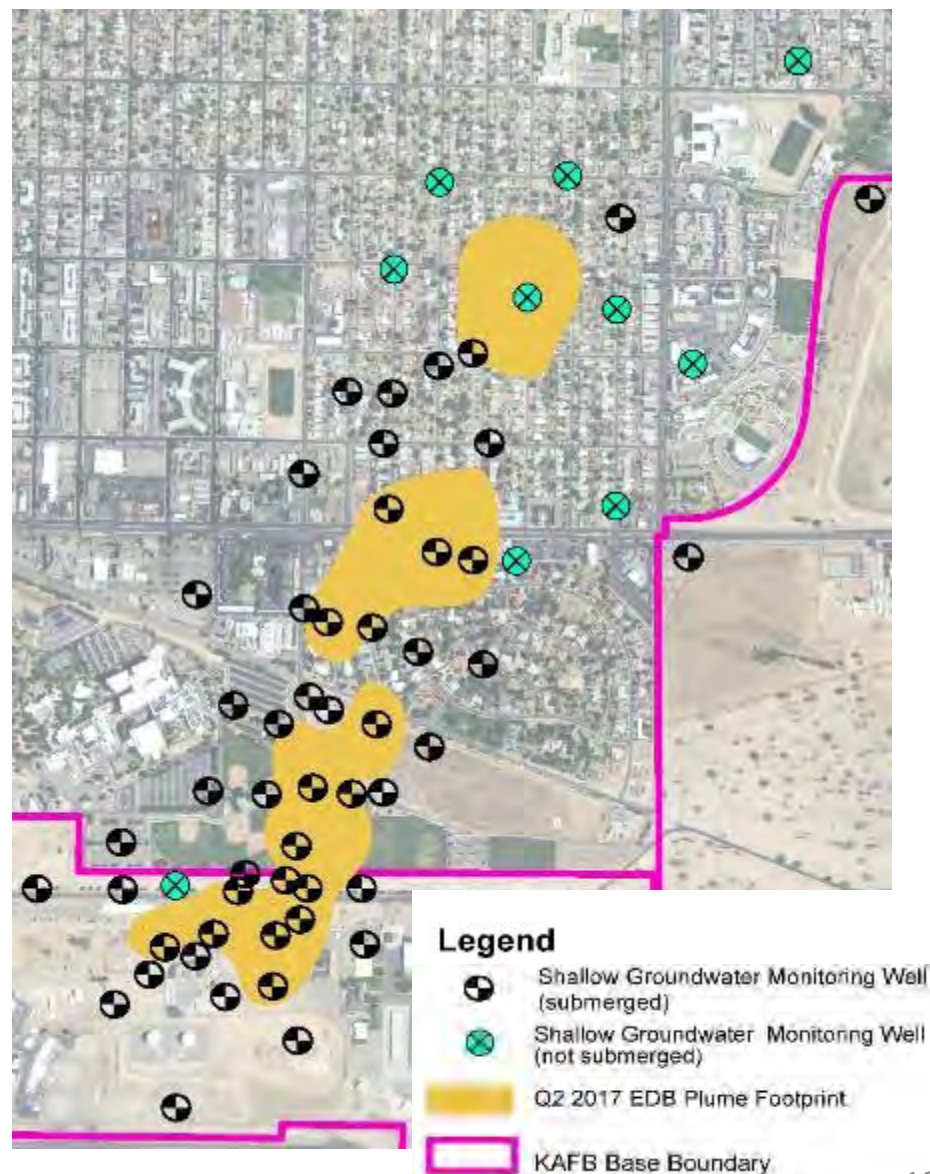 Legend
Shallow Groundwater Monitoring Well
(submerged)
Shallow Groundwater Monitoring Well
(not submerged)
Q2 2017 EDB Plume Footprint
KAFB Base Boundary